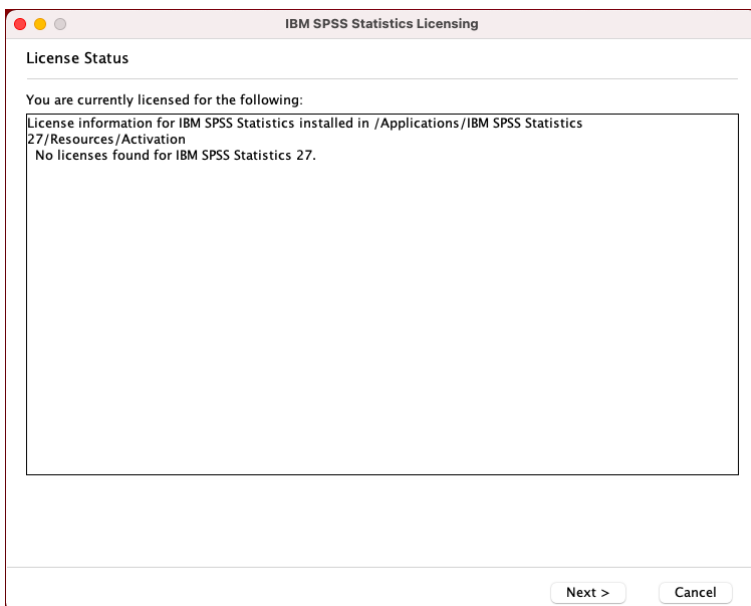 IBM SPSS Statistics Licensing
License Status
You are currently licensed for the following:
License information for IBM SPSS Statistics installed in /Applications/IBM SPSS Statistics
27/Resources/Activation
No licenses found for IBM SPSS Statistics 27.
Next >
Cancel